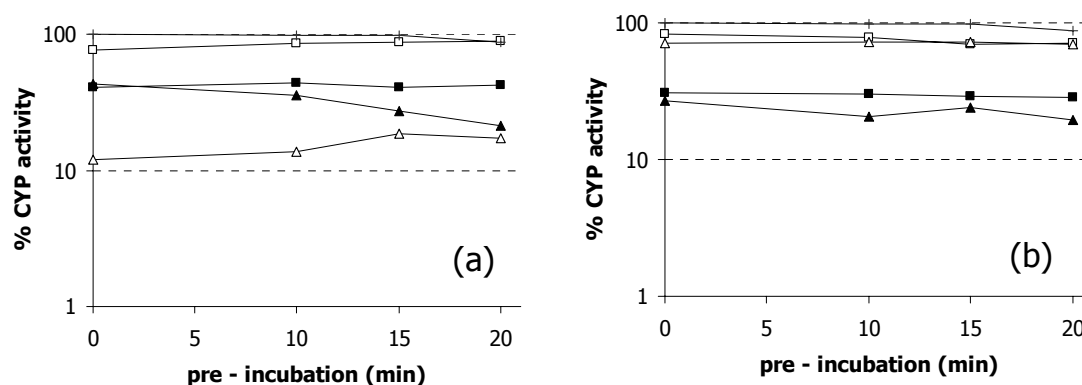 100
10
1
% CYP activity
(a)
0 5 10 15 20
pre - incubation (min)
100
10
1
% CYP activity
(b)
0 5 10 15 20
pre - incubation (min)